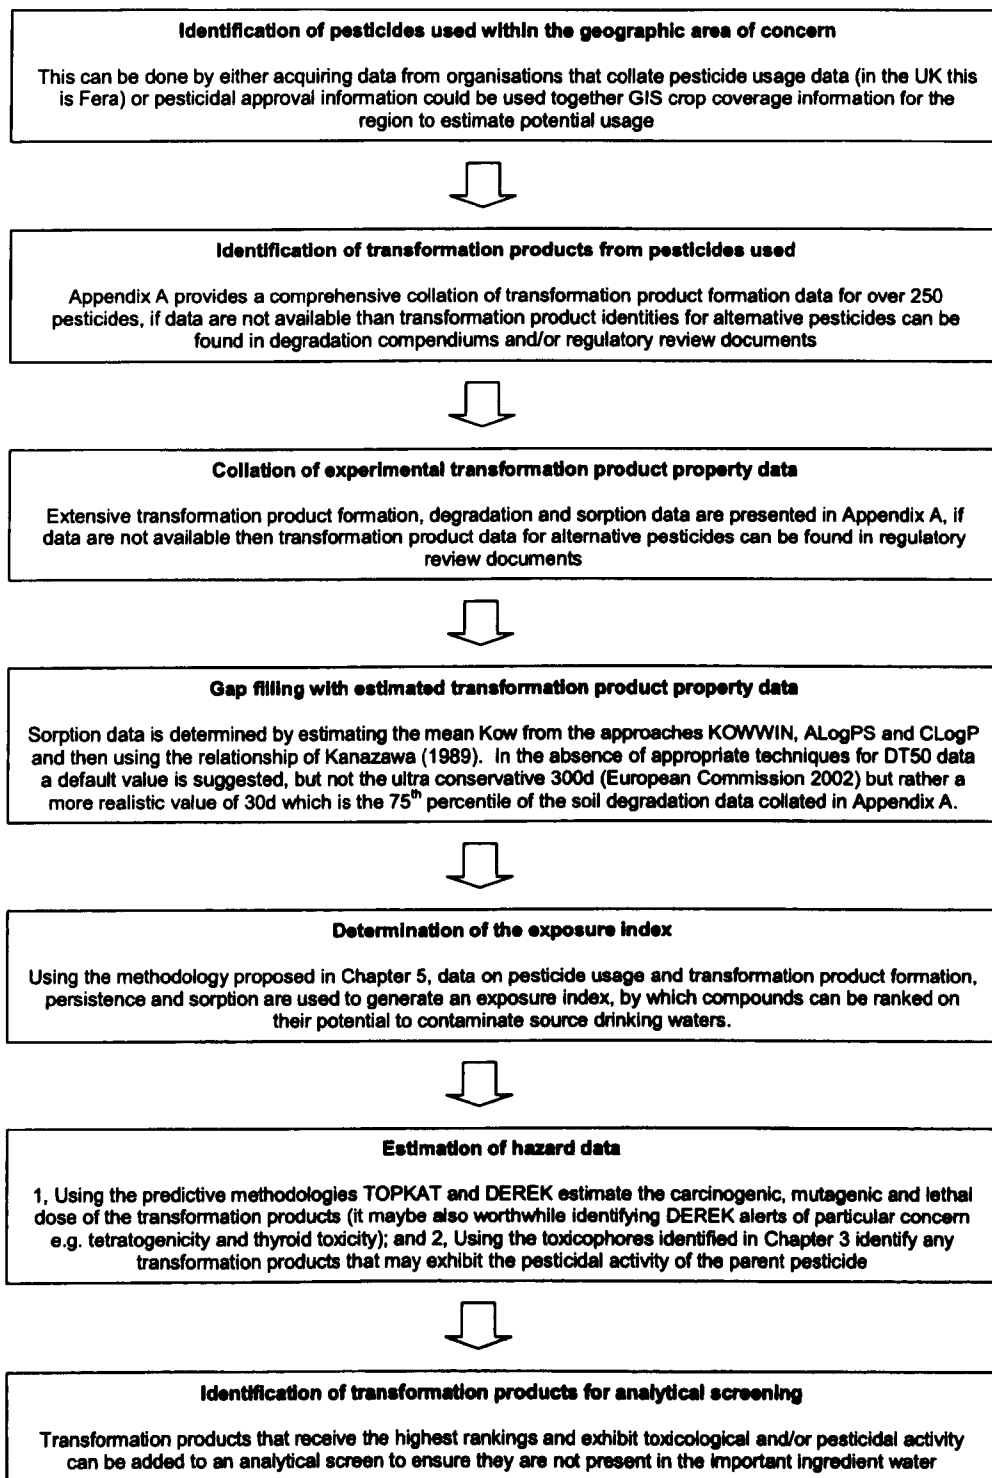 Identification of pesticides used within the geographic area of concern
This can be done by either acquiring data from organisations that collate pesticide usage data (in the UK this
is Fera) or pesticidal approval information could be used together GIS crop coverage information for the
region to estimate potential usage
Identification of transformation products from pesticides used
Appendix A provides a comprehensive collation of transformation product formation data for over 250
pesticides, if data are not available than transformation product identities for alternative pesticides can be
found in degradation compendiums and/or regulatory review documents
Collation of experimental transformation product property data
Extensive transformation product formation, degradation and sorption data are presented in Appendix A, if
data are not available then transformation product data for alternative pesticides can be found in regulatory
review documents
Gap filling with estimated transformation product property data
Sorption data is determined by estimating the mean Kow from the approaches KOWWIN, ALogPS and CLogP
and then using the relationship of Kanazawa (1989). In the absence of appropriate techniques for DT50 data
a default value is suggested, but not the ultra conservative 300d (European Commission 2002) but rather a
more realistic value of 30d which is the 75th percentile of the soil degradation data collated in Appendix A.
Determination of the exposure index
Using the methodology proposed in Chapter 5, data on pesticide usage and transformation product formation,
persistence and sorption are used to generate an exposure index, by which compounds can be ranked on
their potential to contaminate source drinking waters.
Estimation of hazard data
1, Using the predictive methodologies TOPKAT and DEREK estimate the carcinogenic, mutagenic and lethal
dose of the transformation products (it maybe also worthwhile identifying DEREK alerts of particular concern
e.g. tetratogenicity and thyroid toxicity); and 2, Using the toxicophores identified in Chapter 3 identify any
transformation products that may exhibit the pesticidal activity of the parent pesticide
Identification of transformation products for analytical screening
Transformation products that receive the highest rankings and exhibit toxicological and/or pesticidal activity
can be added to an analytical screen to ensure they are not present in the important ingredient water